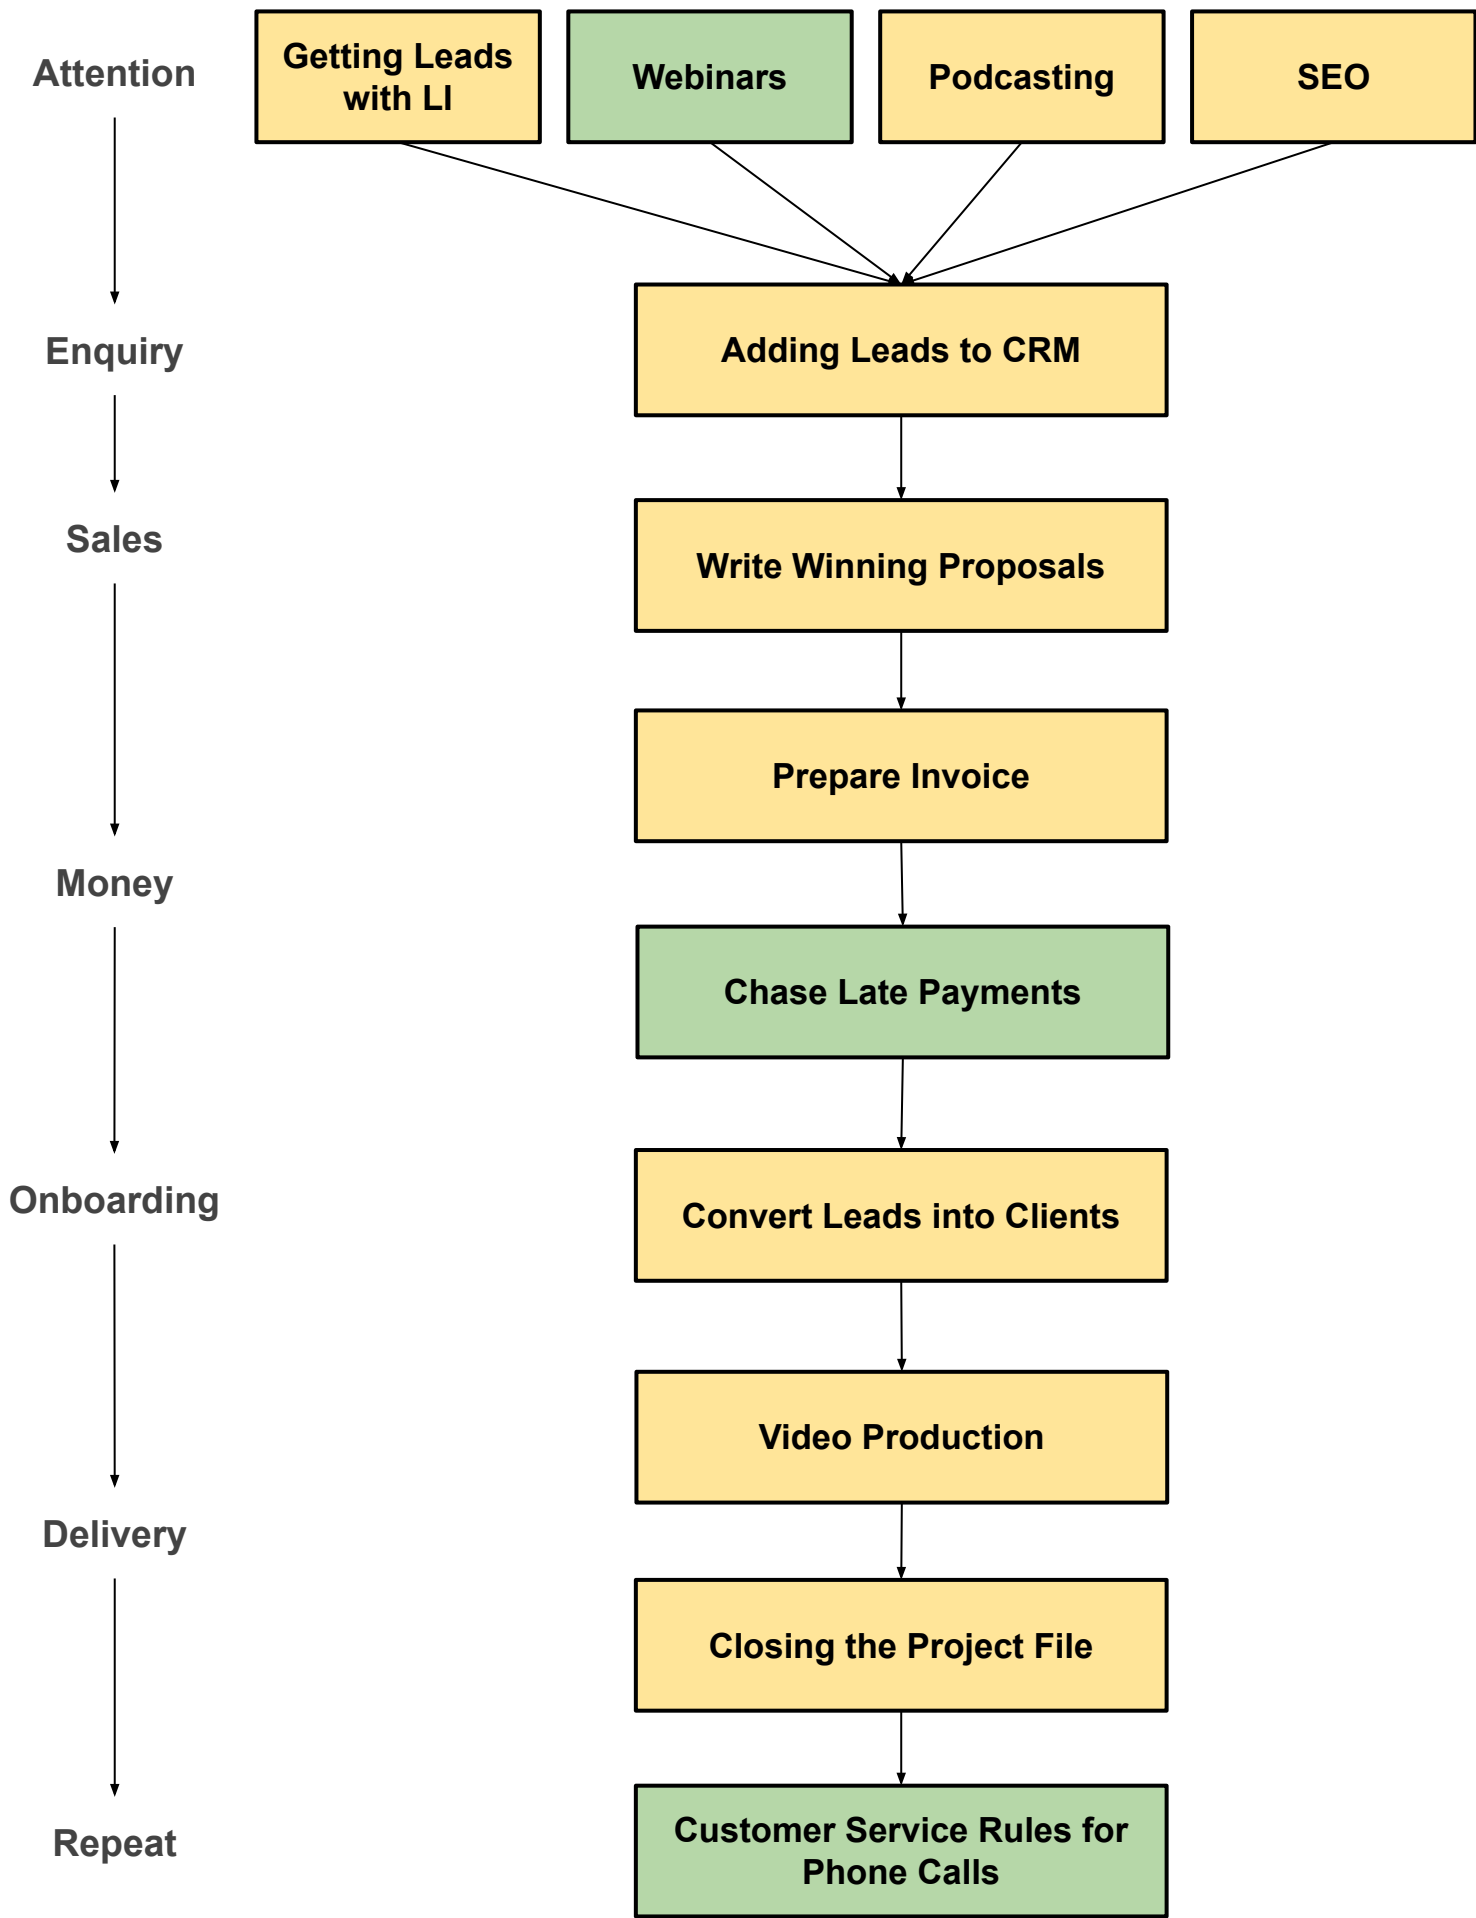 Attention
Getting Leads
with LI
Webinars
Podcasting
SEO
Enquiry
Adding Leads to CRM
Sales
Write Winning Proposals
Prepare Invoice
Money
Chase Late Payments
Onboarding
Convert Leads into Clients
Video Production
Delivery
Closing the Project File
Repeat
Customer Service Rules for
Phone Calls